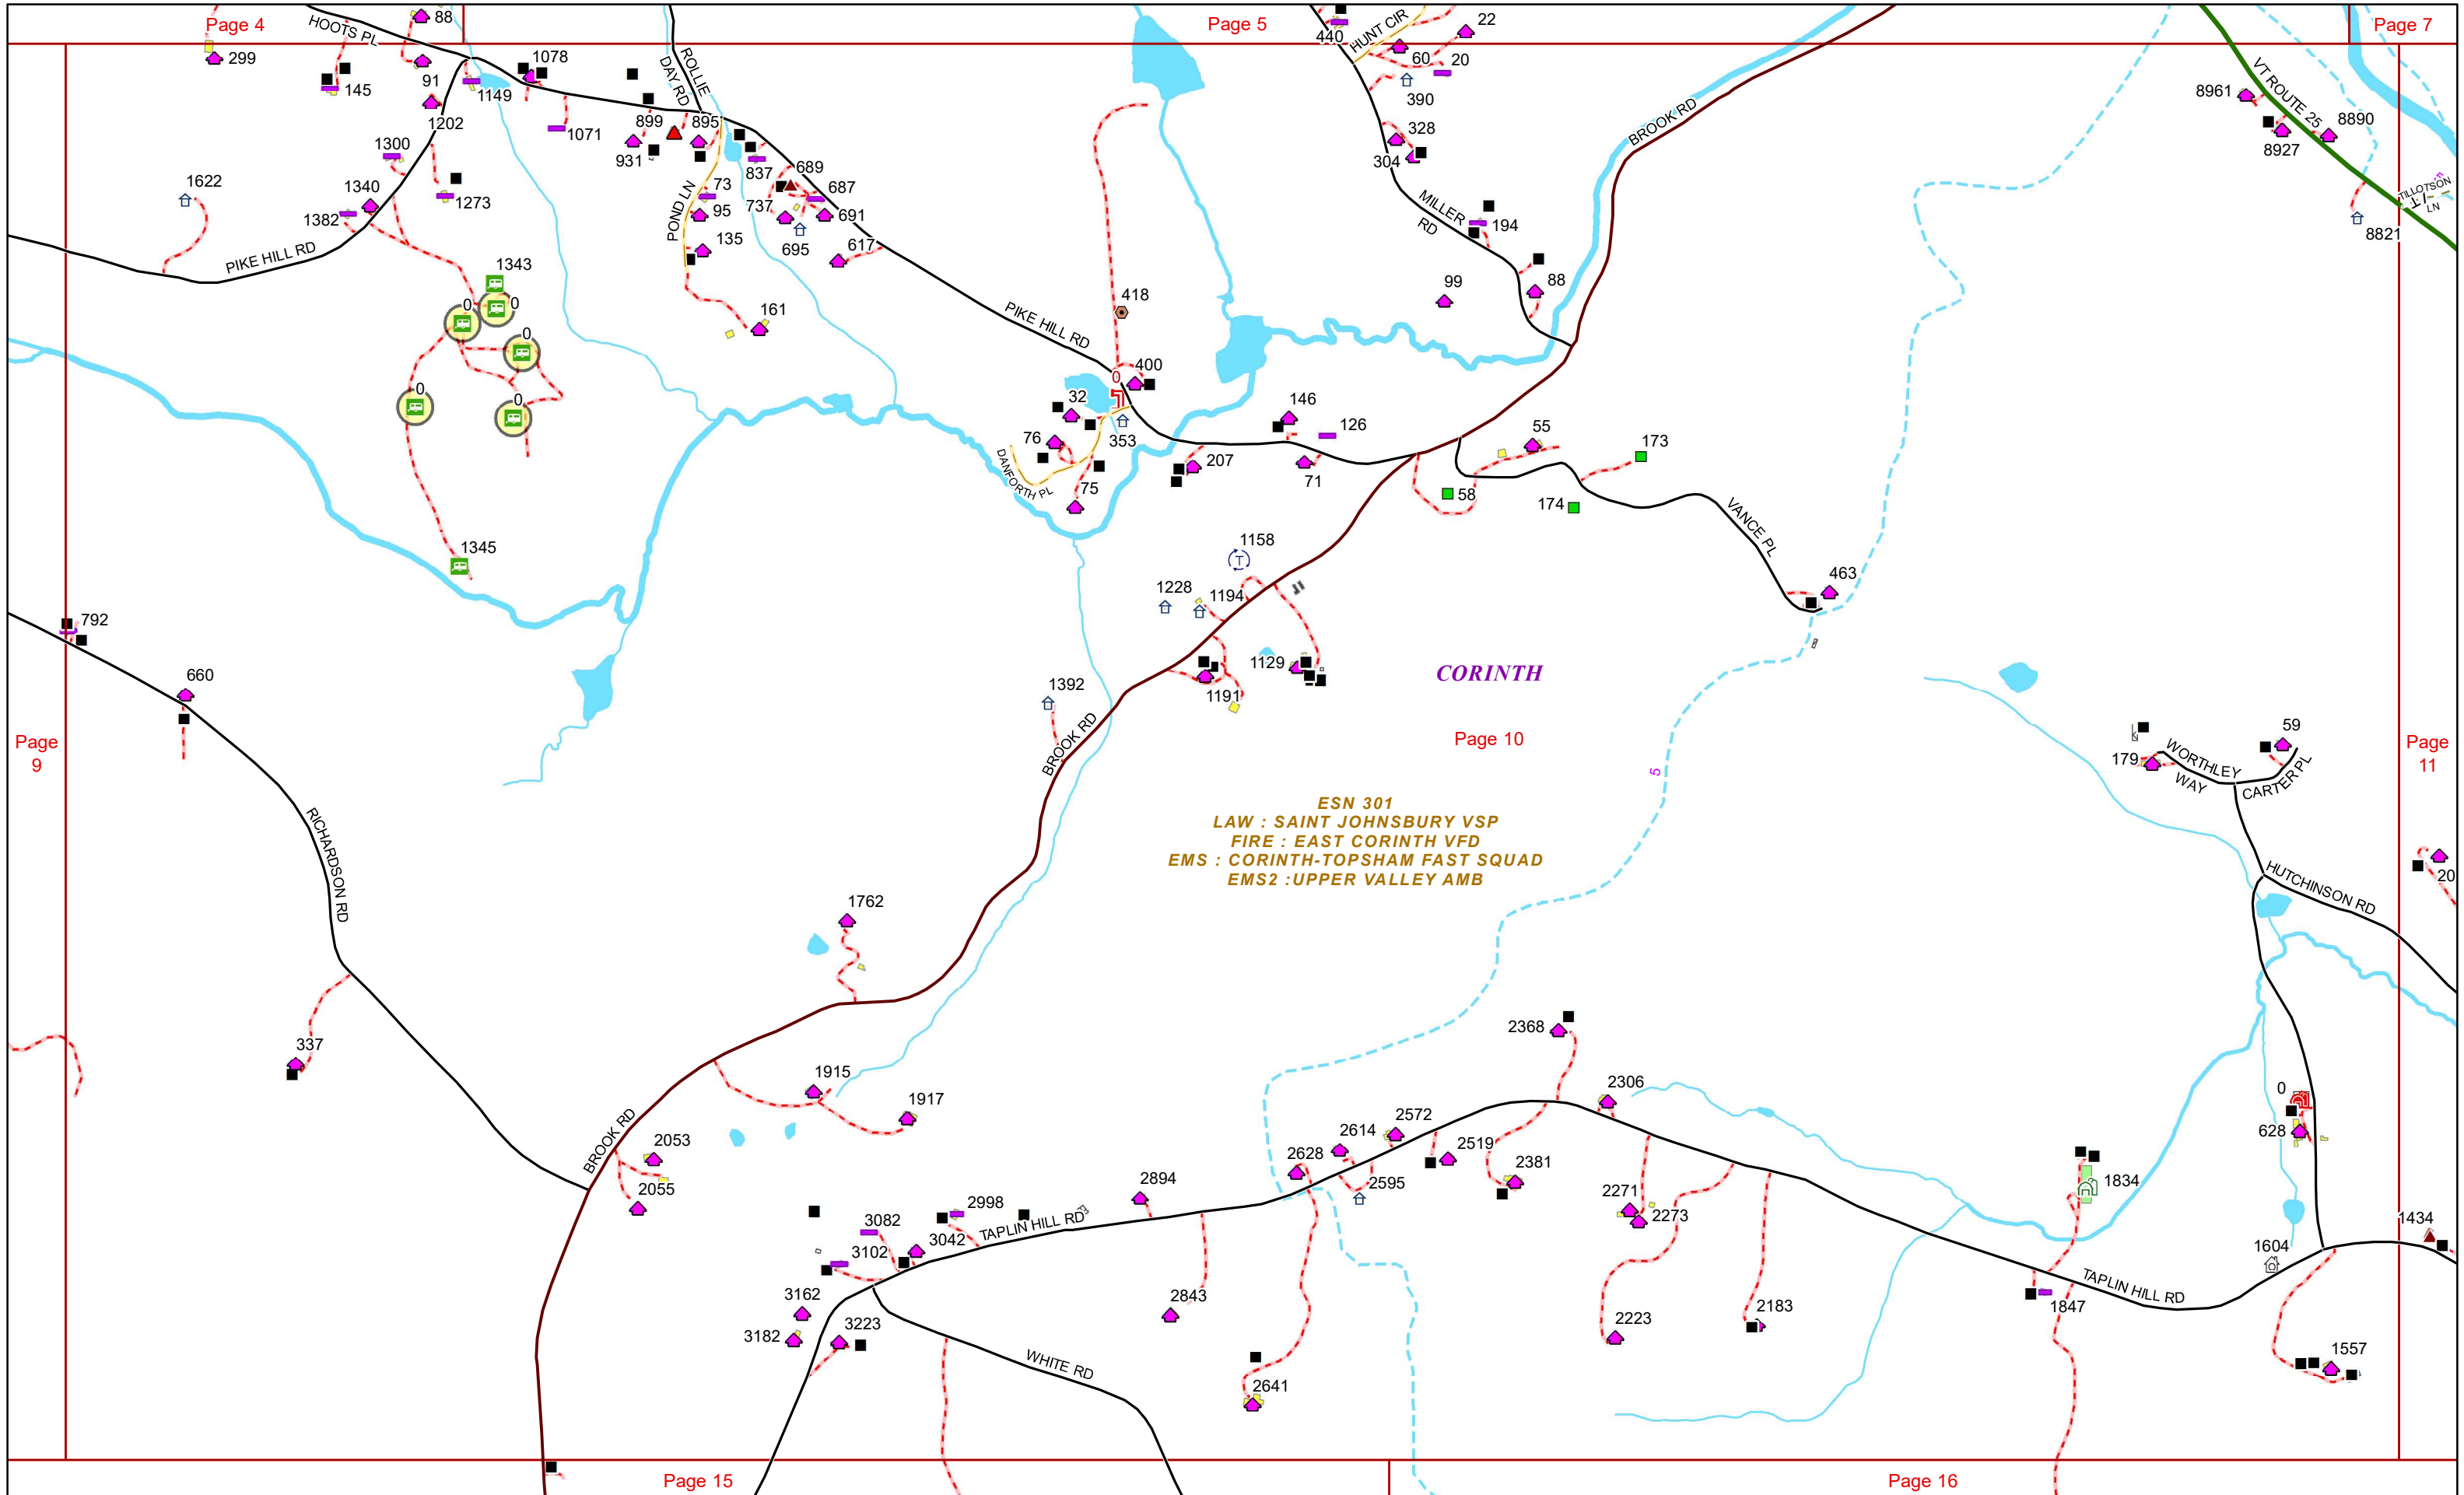 Page 4
Page 5
Page 7
88
HOOTS PL
299
145
91
1149
1078
1071
ROLLIE
DAY RD
440
HUNT CIR
22
60
20
390
VT ROUTE 25
8961
8927
8890
8821
TILLOTSON
LN
1202
1300
1340
1382
1273
1622
PIKE HILL RD
899
895
931
837
689
687
691
737
695
617
73
95
POND LN
135
161
328
304
MILLER
RD
194
99
88
BROOK RD
1343
0
0
0
0
0
1345
PIKE HILL RD
418
400
0
32
353
76
75
DANFORTH PL
207
146
126
71
55
58
173
174
VANCE PL
463
1158
1228
1194
1129
1191
1392
BROOK RD
CORINTH
Page 10
5
792
660
Page
9
RICHARDSON RD
337
ESN 301
LAW : SAINT JOHNSBURY VSP
FIRE : EAST CORINTH VFD
EMS : CORINTH-TOPSHAM FAST SQUAD
EMS2 :UPPER VALLEY AMB
59
179
WORTHLEY
WAY
CARTER PL
Page
11
HUTCHINSON RD
20
1762
1915
1917
BROOK RD
2053
2055
2368
2306
2572
2614
2628
2519
2595
2381
2894
2998
3082
3042
3102
TAPLIN HILL RD
3162
3182
3223
WHITE RD
2843
2641
2271
2273
2223
2183
0
628
1834
1604
1434
1847
TAPLIN HILL RD
1557
Page 15
Page 16